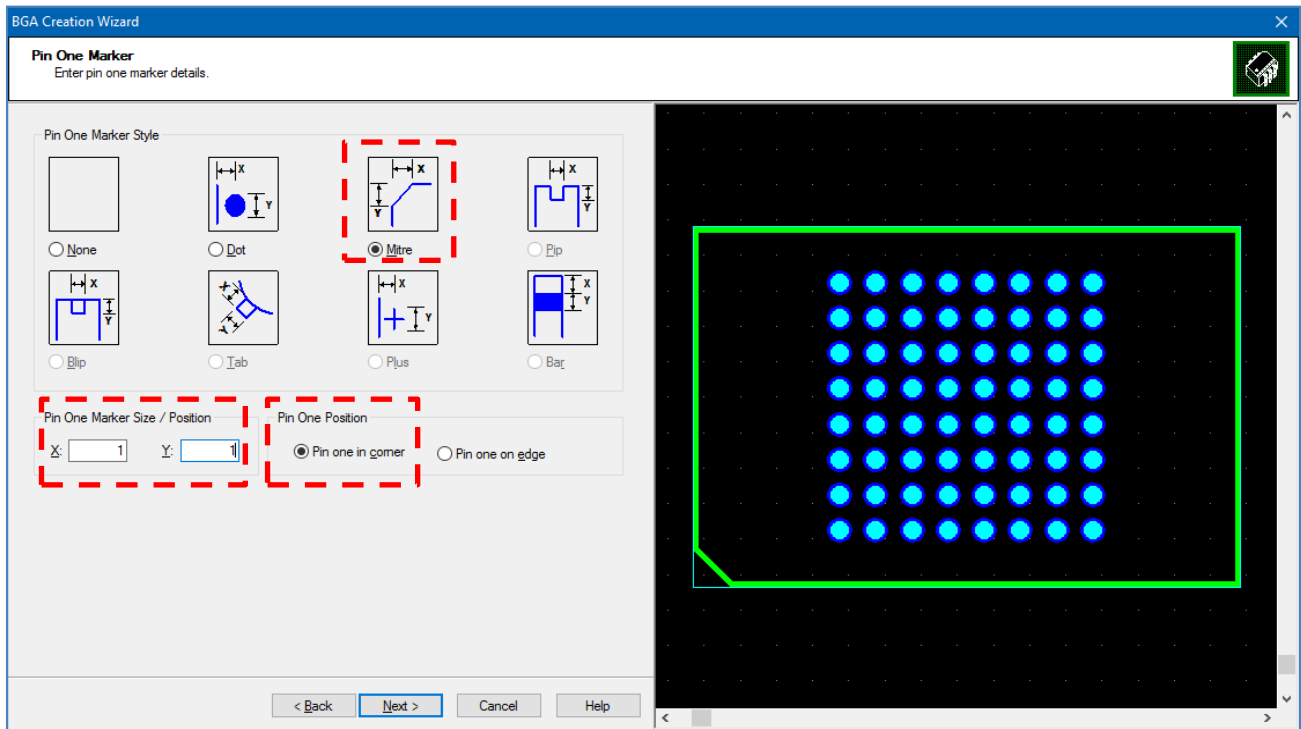 BGA Creation Wizard
Pin One Marker
Enter pin one marker details.
Pin One Marker Style
X
Y
X
Y
X
Y
None
Dot
Mitre
Pip
X
Y
X
Y
X
Y
X
Y
Blip
Tab
Plus
Bar
Pin One Marker Size / Position
Pin One Position
X: 1 Y: 1
Pin one in corner
Pin one on edge
< Back
Next >
Cancel
Help